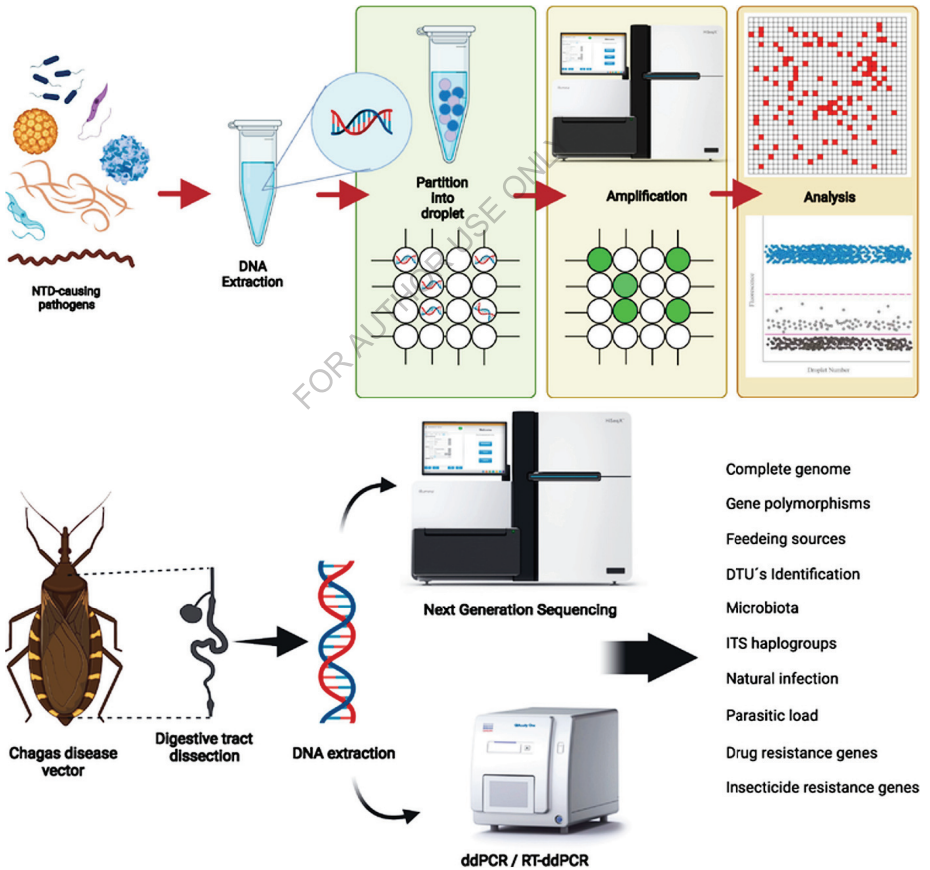 NTD-causing
pathogens
DNA
Extraction
Partition
into
droplet
Amplification
Analysis
Fluorescence
Droplet Number
FOR AUTHOR USE ONLY
HiSeqX
Chagas disease
vector
Digestive tract
dissection
DNA extraction
Next Generation Sequencing
ddPCR / RT-ddPCR
Complete genome
Gene polymorphisms
Feedeing sources
DTU´s Identification
Microbiota
ITS haplogroups
Natural infection
Parasitic load
Drug resistance genes
Insecticide resistance genes